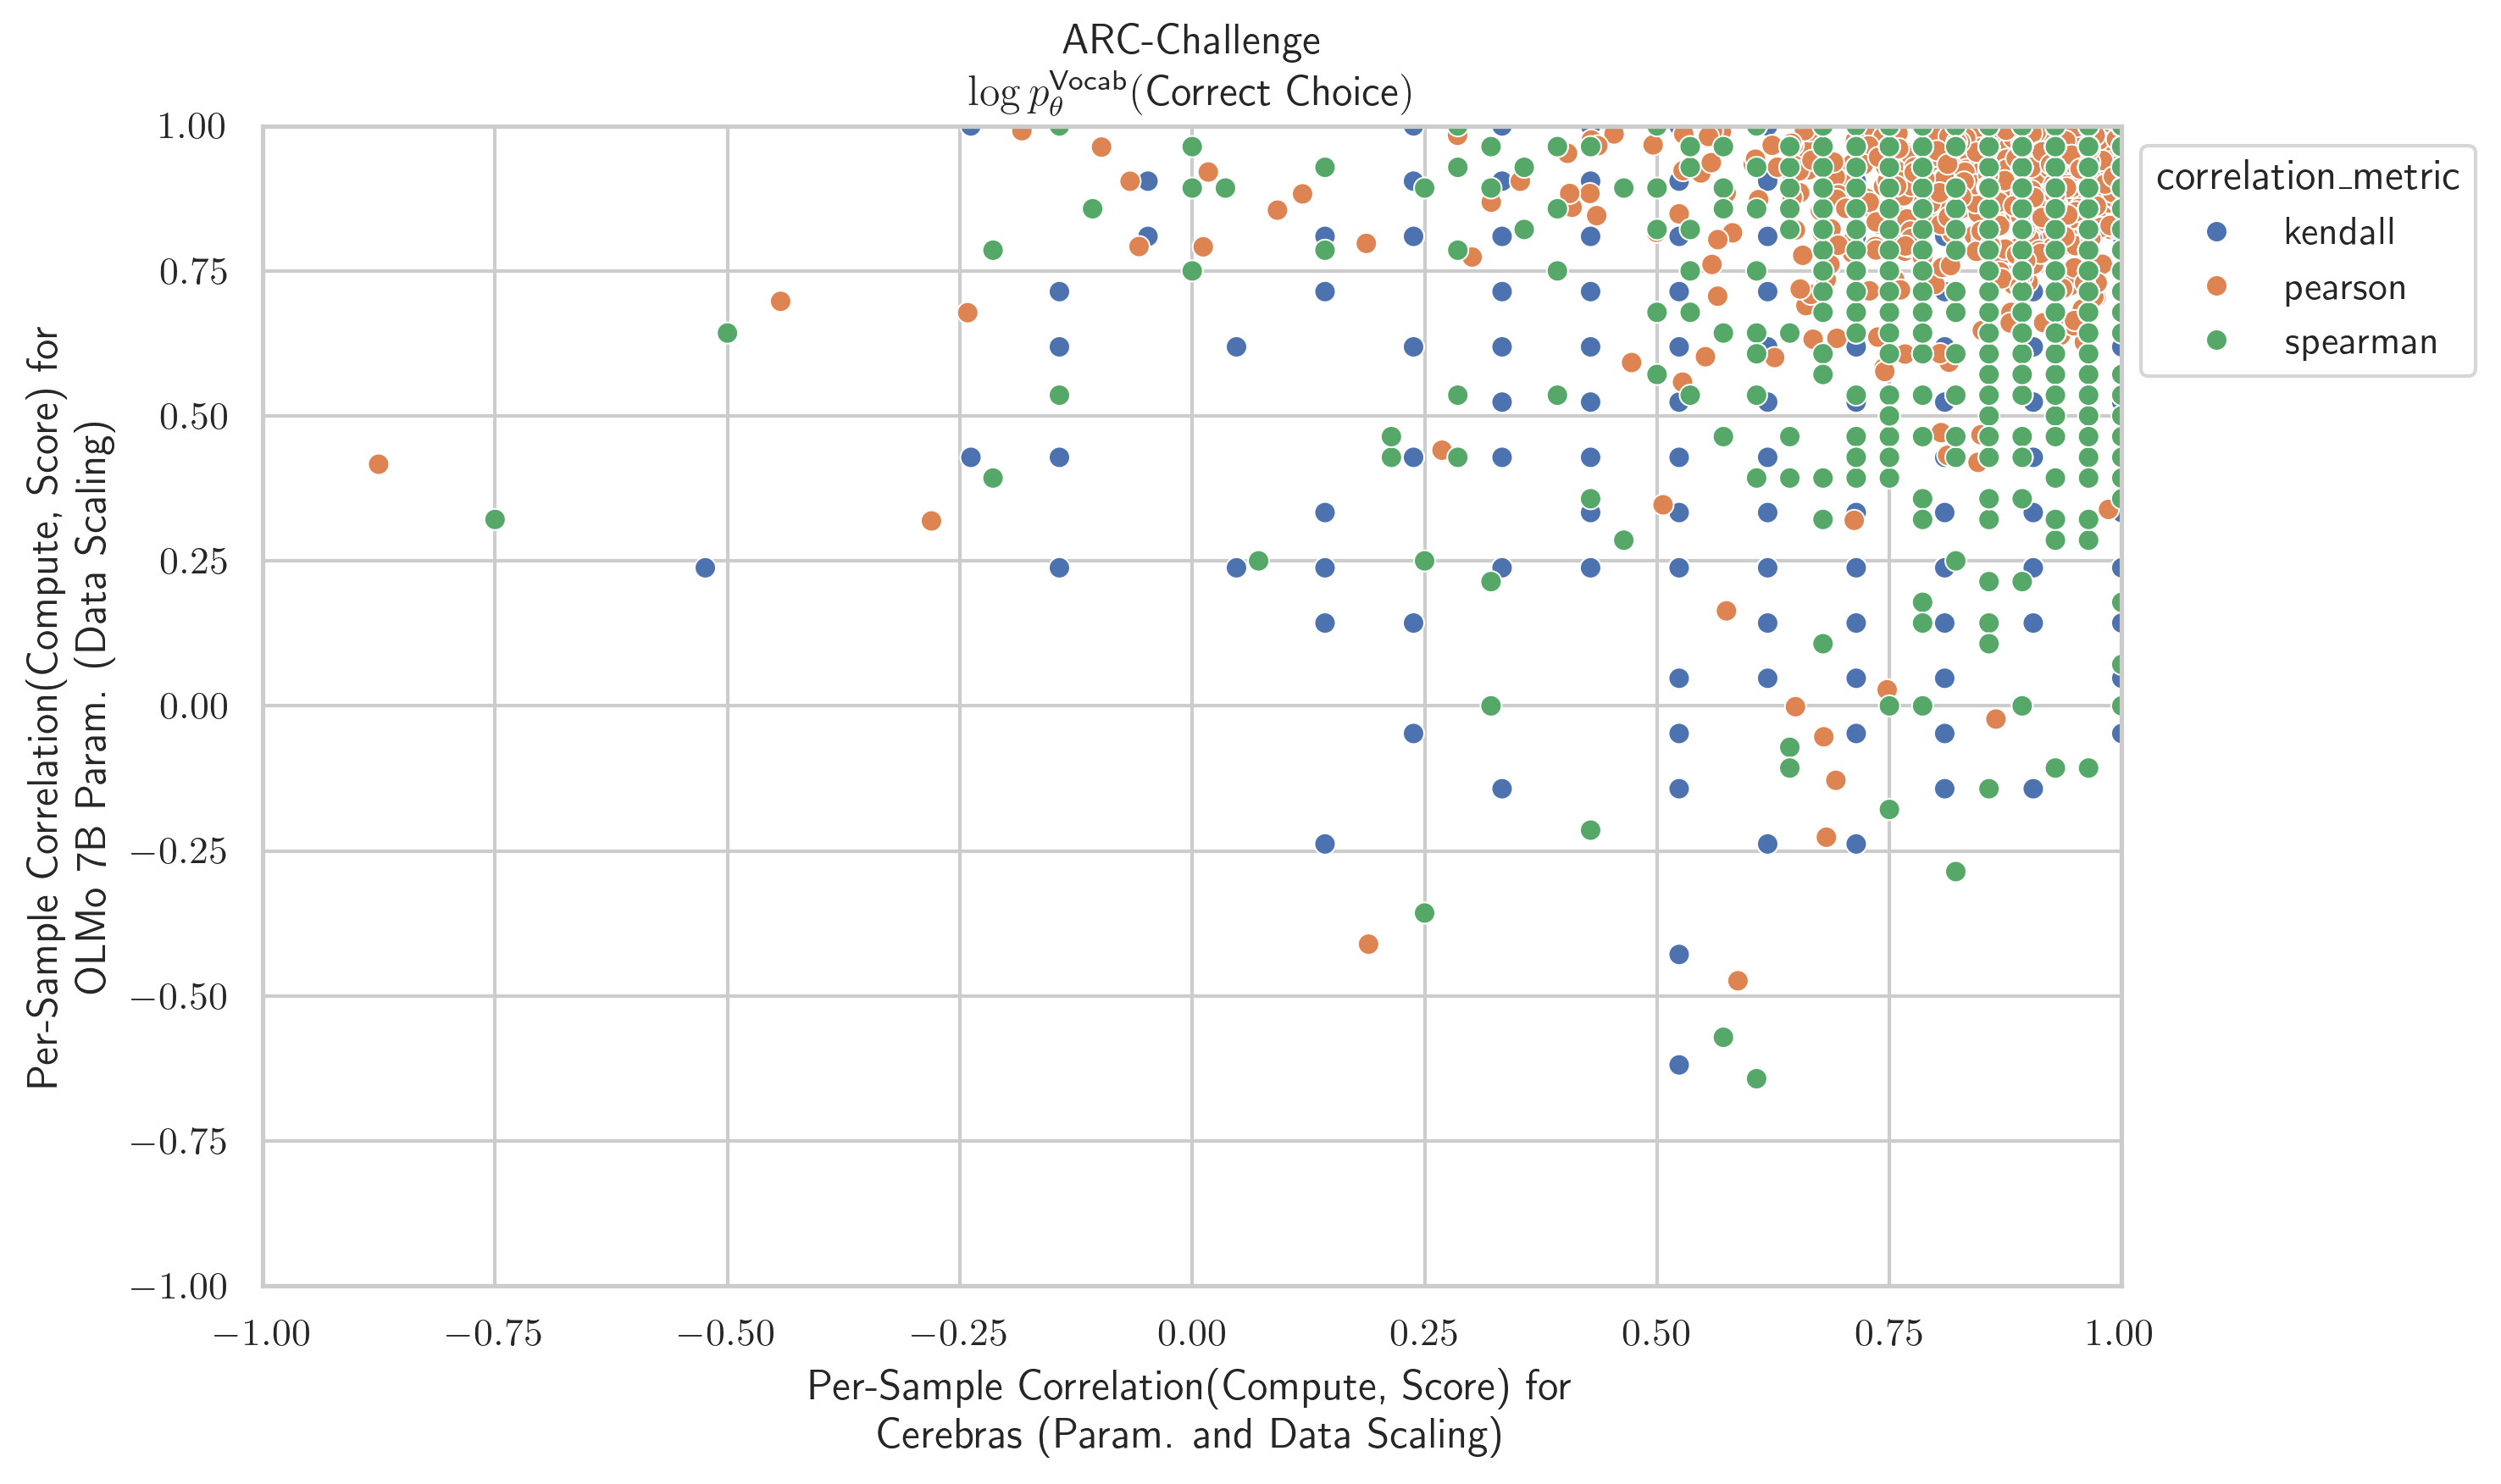 ARC-Challenge
log p_θ^Vocab(Correct Choice)
Per-Sample Correlation(Compute, Score) for
OLMo 7B Param. (Data Scaling)
1.00
0.75
0.50
0.25
0.00
−0.25
−0.50
−0.75
−1.00
−1.00 −0.75 −0.50 −0.25 0.00 0.25 0.50 0.75 1.00
Per-Sample Correlation(Compute, Score) for
Cerebras (Param. and Data Scaling)
correlation_metric
kendall
pearson
spearman